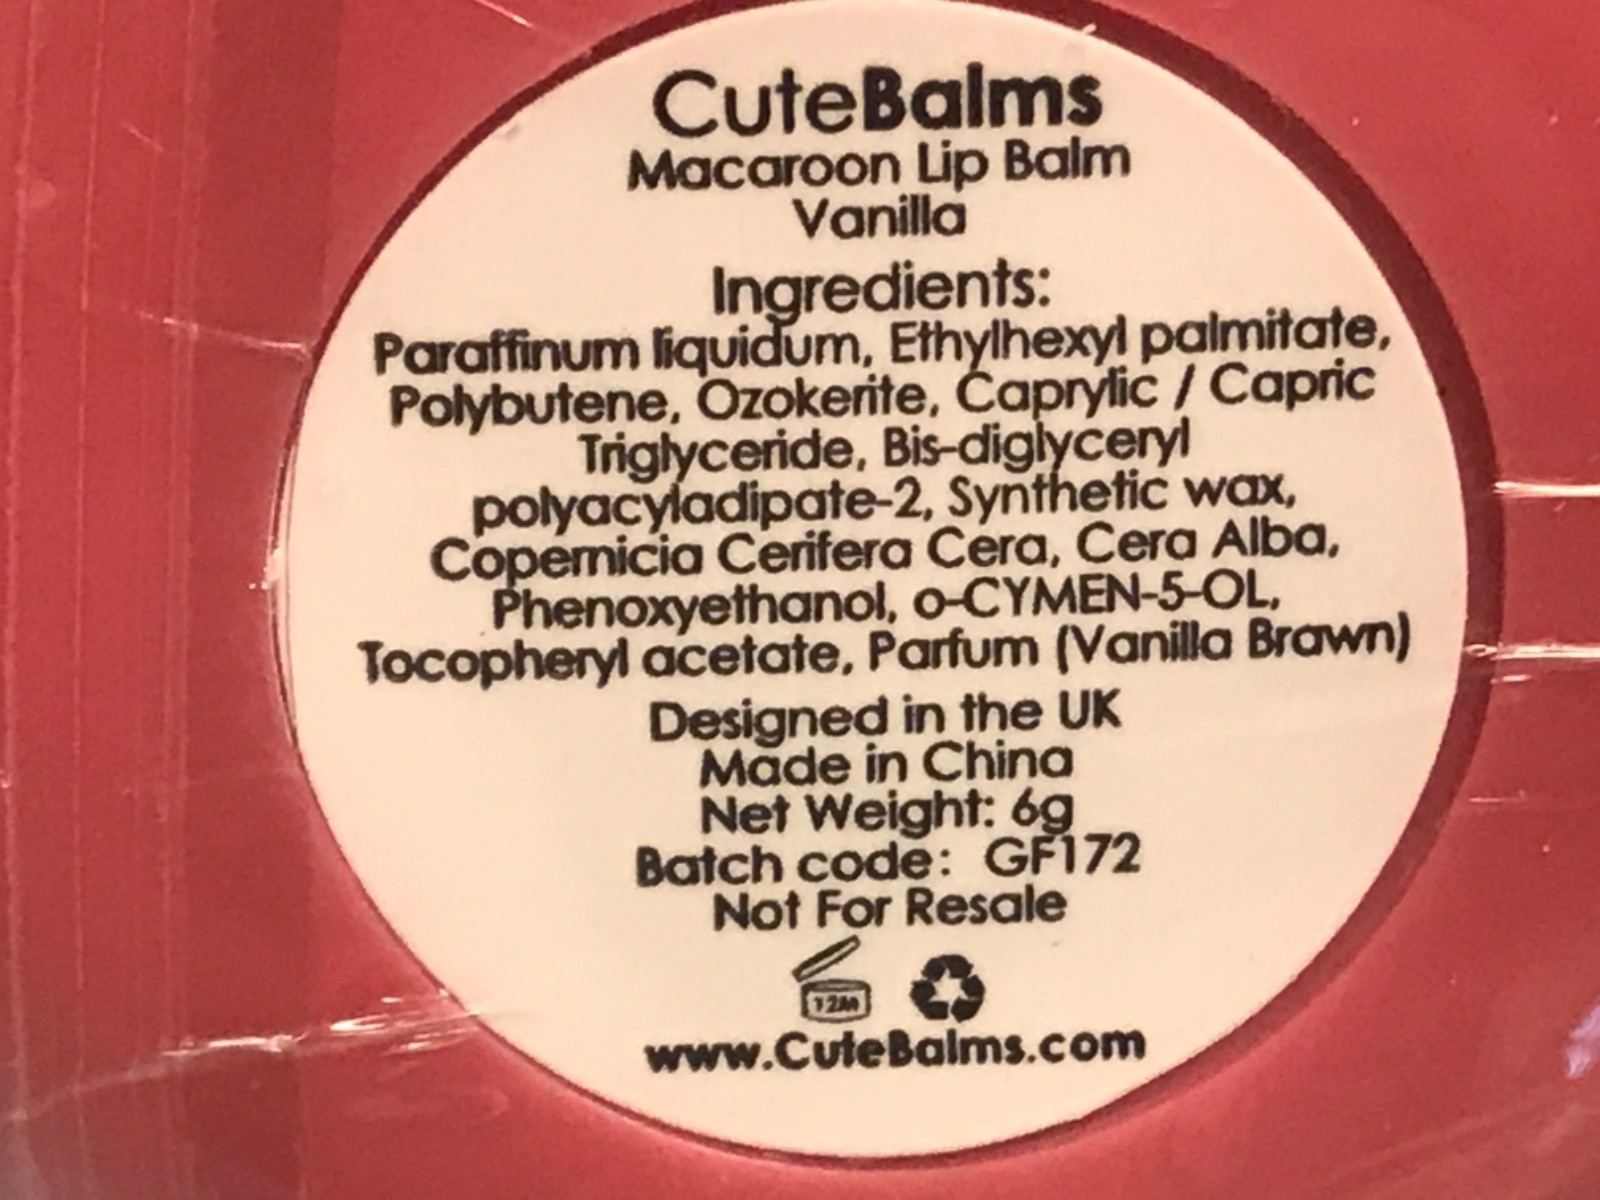 CuteBalms
Macaroon Lip Balm
Vanilla
Ingredients:
Paraffinum liquidum, Ethylhexyl palmitate,
Polybutene, Ozokerite, Caprylic / Capric
Triglyceride, Bis-diglyceryl
polyacyladipate-2, Synthetic wax,
Copernicia Cerifera Cera, Cera Alba,
Phenoxyethanol, o-CYMEN-5-OL,
Tocopheryl acetate, Parfum (Vanilla Brawn)
Designed in the UK
Made in China
Net Weight: 6g
Batch code: GF172
Not For Resale
12M
www.CuteBalms.com